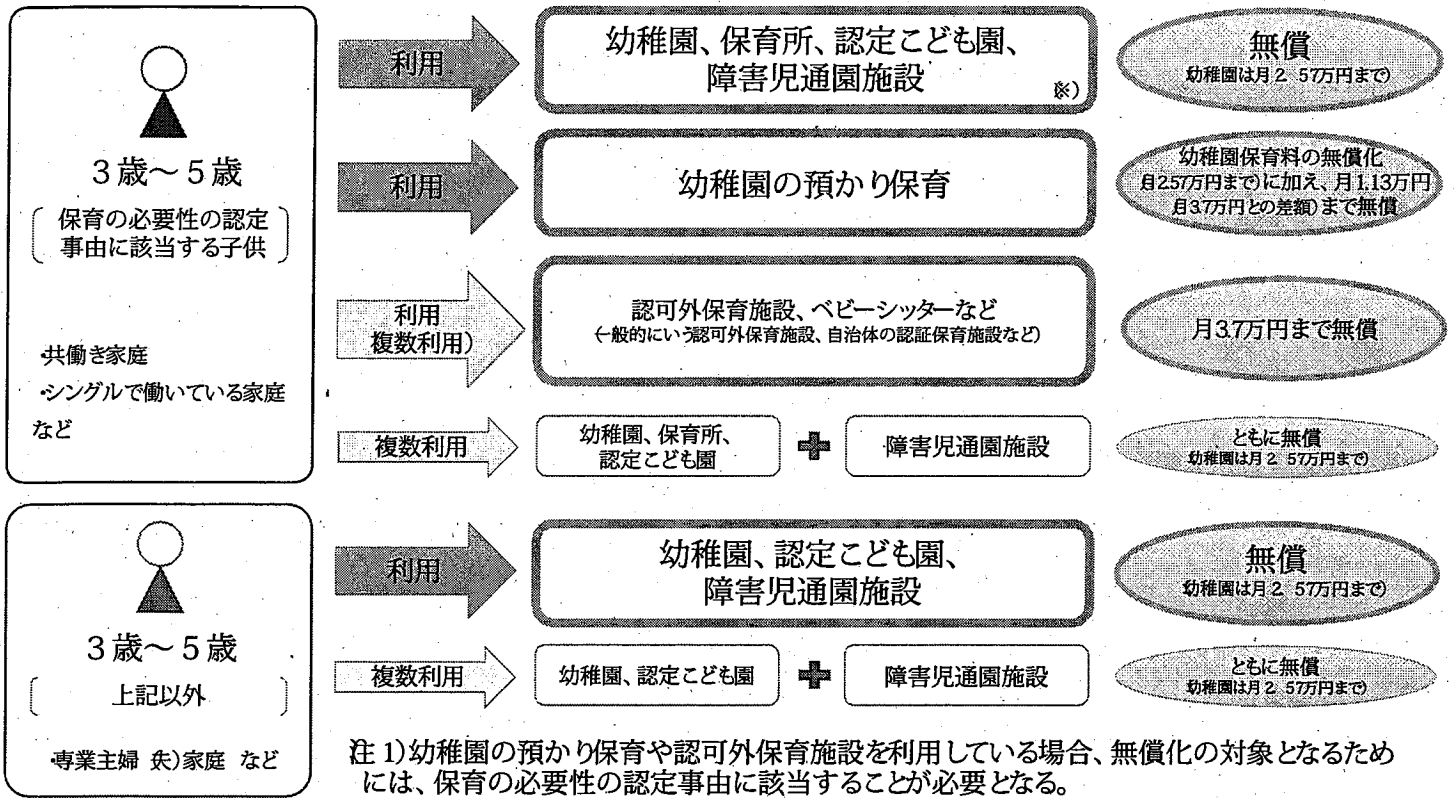 3歳～5歳
保育の必要性の認定
事由に該当する子供
・共働き家庭
・シングルで働いている家庭
など
利用
幼稚園、保育所、認定こども園、
障害児通園施設
※）
無償
幼稚園は月2 57万円まで）
利用
幼稚園の預かり保育
幼稚園保育料の無償化
月2.57万円まで）に加え、月1.13万円
月3.7万円との差額）まで無償
利用
複数利用）
認可外保育施設、ベビーシッターなど
（一般的にいう認可外保育施設、自治体の認証保育施設など）
月3.7万円まで無償
複数利用
幼稚園、保育所、
認定こども園
障害児通園施設
ともに無償
幼稚園は月2 57万円まで）
3歳～5歳
上記以外
・専業主婦 夫）家庭 など
利用
幼稚園、認定こども園、
障害児通園施設
無償
幼稚園は月2 57万円まで）
複数利用
幼稚園、認定こども園
障害児通園施設
ともに無償
幼稚園は月2 57万円まで）
注1）幼稚園の預かり保育や認可外保育施設を利用している場合、無償化の対象となるため
には、保育の必要性の認定事由に該当することが必要となる。